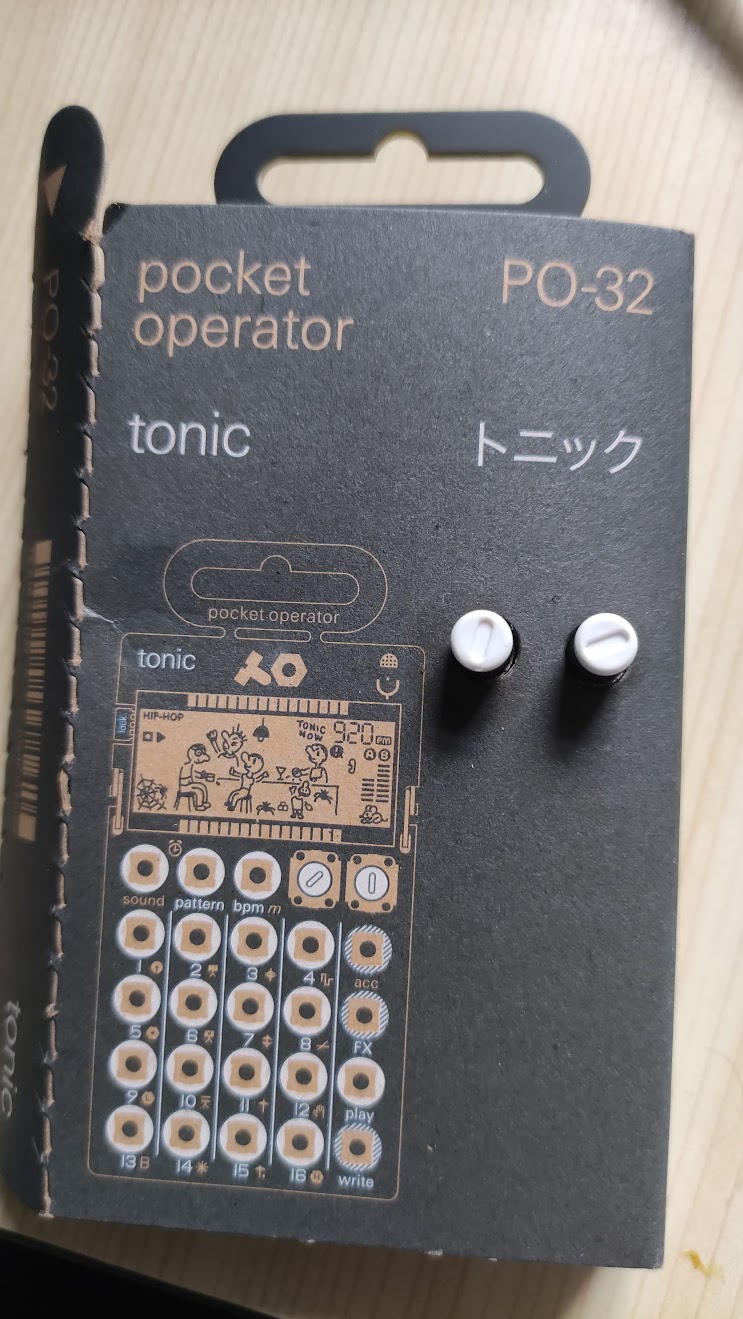 pocket
operator
PO-32
tonic
トニック
PO-32
pocket operator
tonic
lock
HIP-HOP
TONIC
NOW
920 PM
A B
sound pattern bpm m
1 2 3 4 acc
5 6 7 8 FX
9 10 11 12 play
13 B 14 15 16 write
tonic